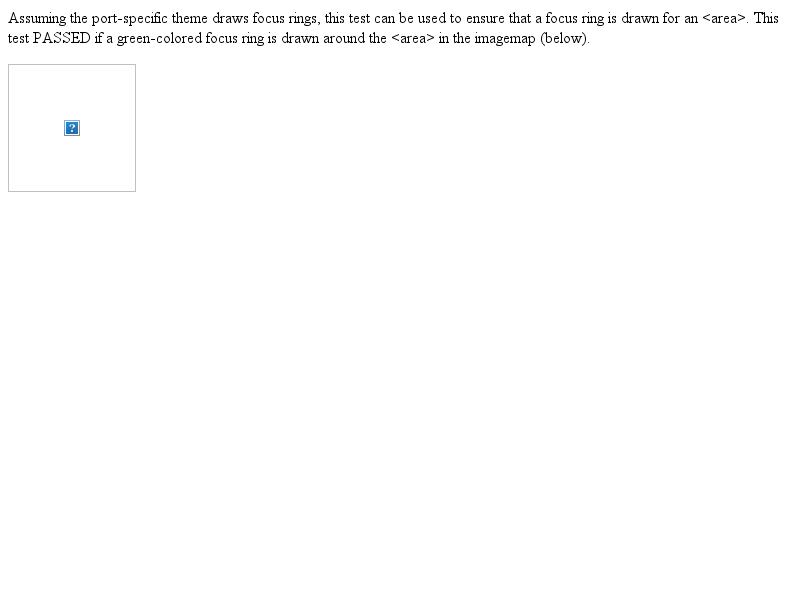 Assuming the port-specific theme draws focus rings, this test can be used to ensure that a focus ring is drawn for an <area>. This
test PASSED if a green-colored focus ring is drawn around the <area> in the imagemap (below).
?